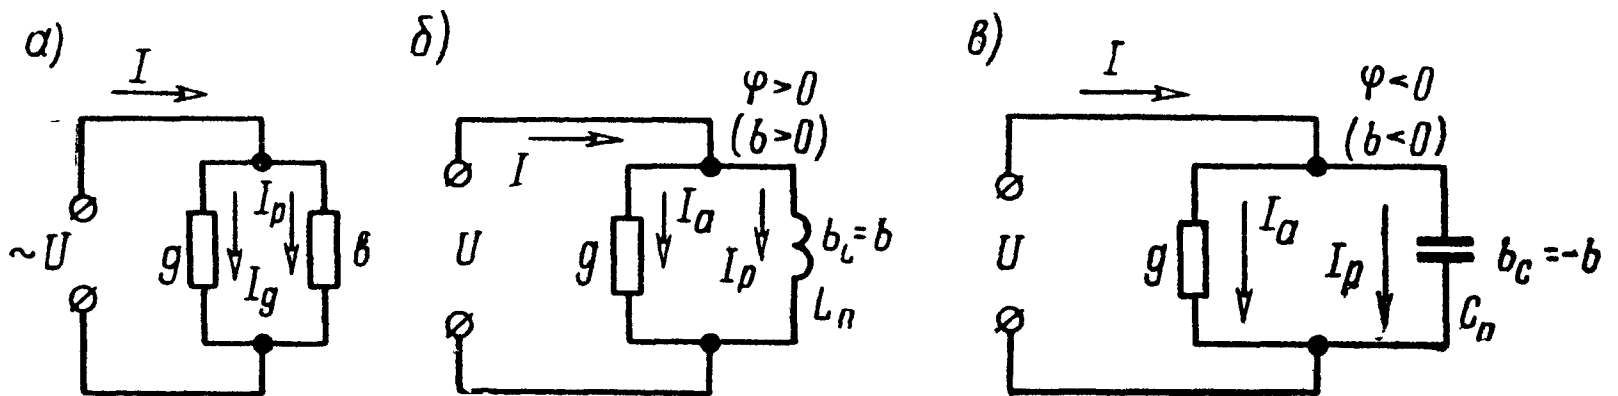 а)
I
~U
g
I_p
I_g
в
б)
φ>0
(b>0)
I
U
g
I_a
I_p
b_L=b
L_п
в)
I
φ<0
(b<0)
U
g
I_a
I_p
b_C=-b
C_п